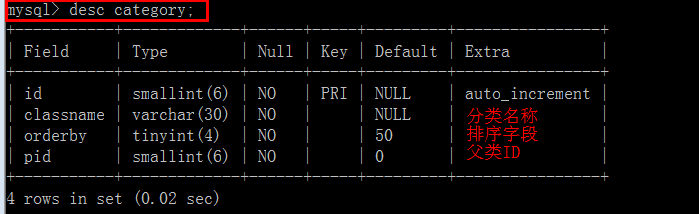 mysql> desc category;
+-----------+-------------+------+-----+---------+----------------+
| Field | Type | Null | Key | Default | Extra |
+-----------+-------------+------+-----+---------+----------------+
| id | smallint(6) | NO | PRI | NULL | auto_increment |
| classname | varchar(30) | NO | | NULL | 分类名称 |
| orderby | tinyint(4) | NO | | 50 | 排序字段 |
| pid | smallint(6) | NO | | 0 | 父类ID |
+-----------+-------------+------+-----+---------+----------------+
4 rows in set (0.02 sec)